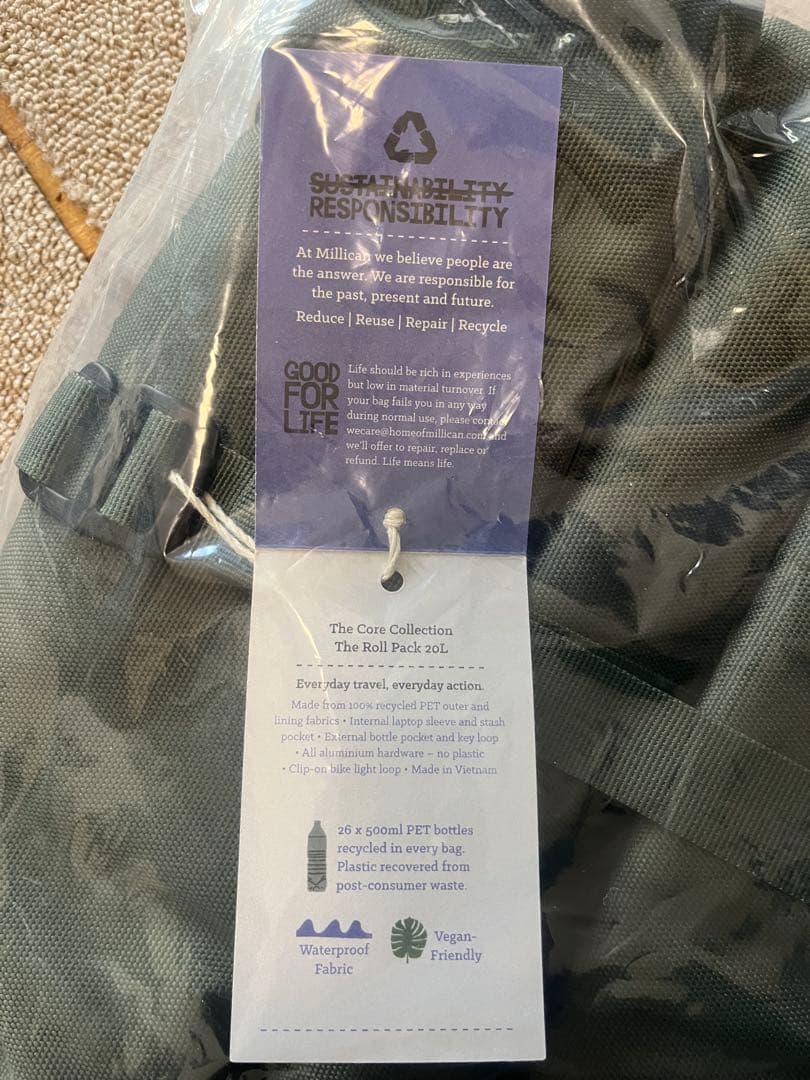 SUSTAINABILITY
RESPONSIBILITY
At Millican we believe people are
the answer. We are responsible for
the past, present and future.
Reduce | Reuse | Repair | Recycle
GOOD
FOR
LIFE
Life should be rich in experiences
but low in material turnover. If
your bag fails you in any way
during normal use, please contact
wecare@homeofmillican.com and
we'll offer to repair, replace or
refund. Life means life.
The Core Collection
The Roll Pack 20L
Everyday travel, everyday action.
Made from 100% recycled PET outer and
lining fabrics • Internal laptop sleeve and stash
pocket • External bottle pocket and key loop
• All aluminium hardware – no plastic
• Clip-on bike light loop • Made in Vietnam
26 x 500ml PET bottles
recycled in every bag.
Plastic recovered from
post-consumer waste.
Waterproof
Fabric
Vegan-
Friendly